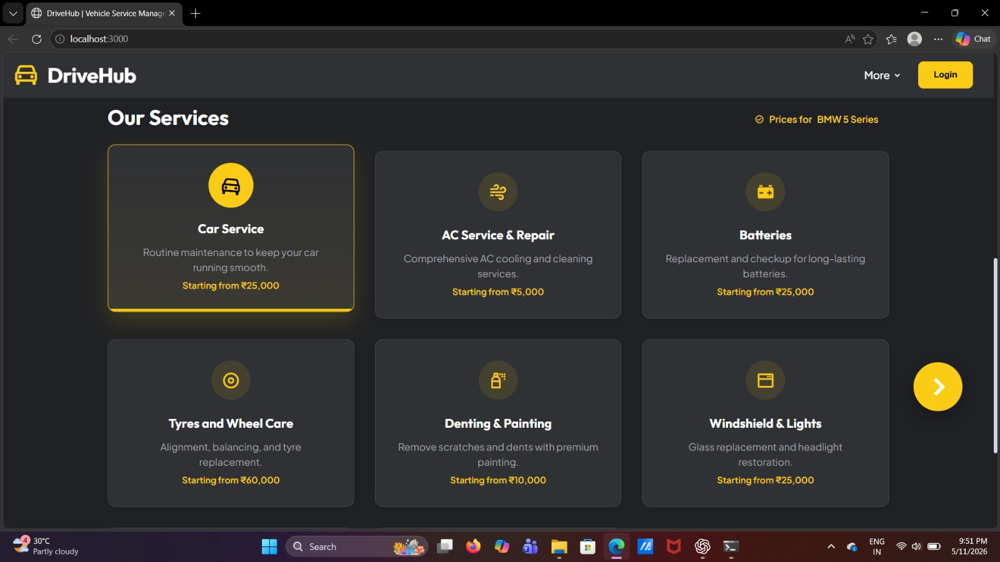 DriveHub | Vehicle Service Manage
localhost:3000
Chat
DriveHub
More
Login
Our Services
Prices for BMW 5 Series
Car Service
Routine maintenance to keep your car
running smooth.
Starting from ₹25,000
AC Service & Repair
Comprehensive AC cooling and cleaning
services.
Starting from ₹5,000
Batteries
Replacement and checkup for long-lasting
batteries.
Starting from ₹25,000
Tyres and Wheel Care
Alignment, balancing, and tyre
replacement.
Starting from ₹60,000
Denting & Painting
Remove scratches and dents with premium
painting.
Starting from ₹10,000
Windshield & Lights
Glass replacement and headlight
restoration.
Starting from ₹25,000
4
30°C
Partly cloudy
Search
ENG
IN
9:51 PM
5/11/2026